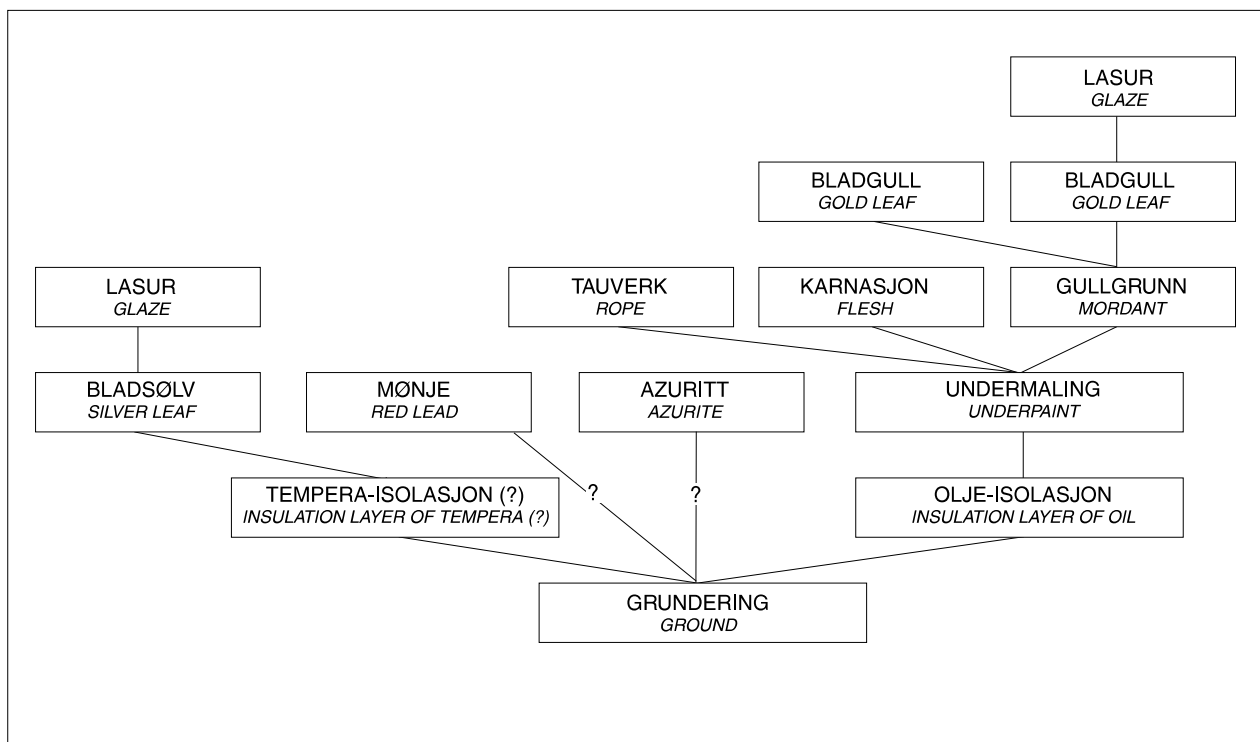 LASUR
GLAZE
BLADGULL
GOLD LEAF
BLADGULL
GOLD LEAF
LASUR
GLAZE
TAUVERK
ROPE
KARNASJON
FLESH
GULLGRUNN
MORDANT
BLADSØLV
SILVER LEAF
MØNJE
RED LEAD
AZURITT
AZURITE
UNDERMALING
UNDERPAINT
TEMPERA-ISOLASJON (?)
INSULATION LAYER OF TEMPERA (?)
?
?
OLJE-ISOLASJON
INSULATION LAYER OF OIL
GRUNDERING
GROUND